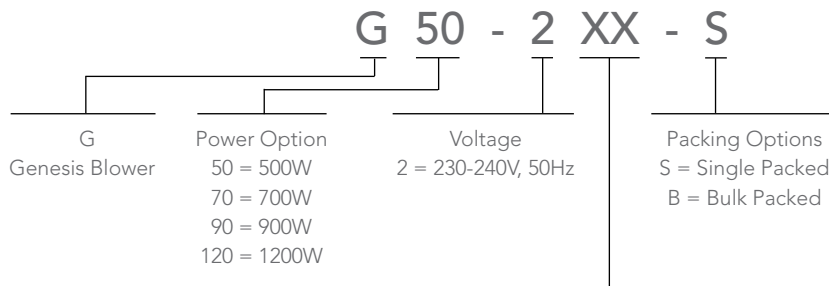 G 50 - 2 XX - S
G
Genesis Blower
Power Option
50 = 500W
70 = 700W
90 = 900W
120 = 1200W
Voltage
2 = 230-240V, 50Hz
Packing Options
S = Single Packed
B = Bulk Packed